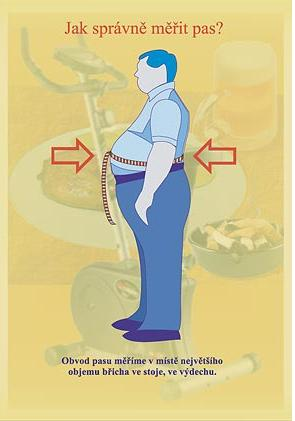 Jak správně měřit pas?
Obvod pasu měříme v místě největšího
objemu břicha ve stoje, ve výdechu.